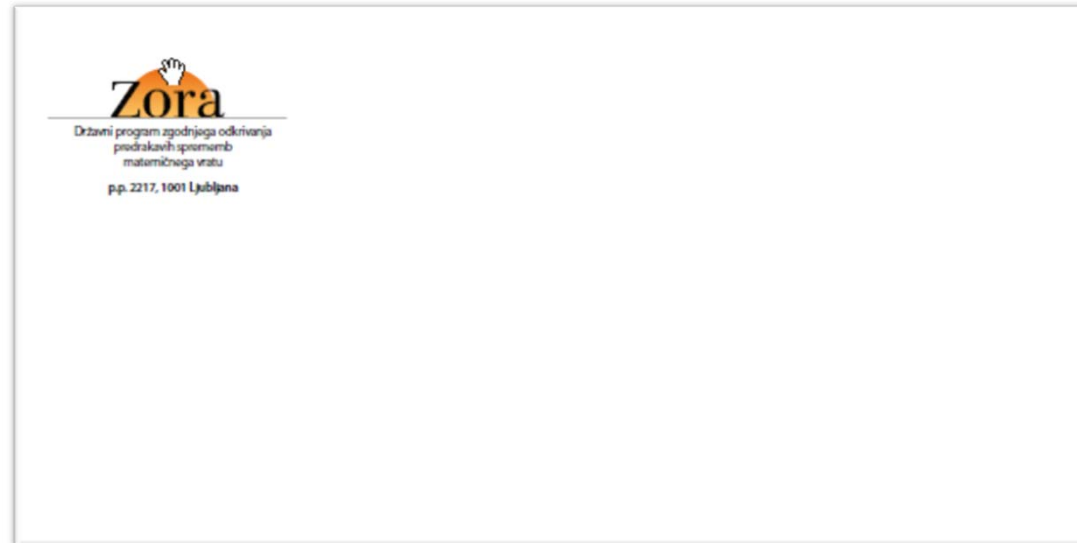 Zora
Državni program zgodnjega odkrivanja
predrakavih sprememb
materničnega vratu
p.p. 2217, 1001 Ljubljana